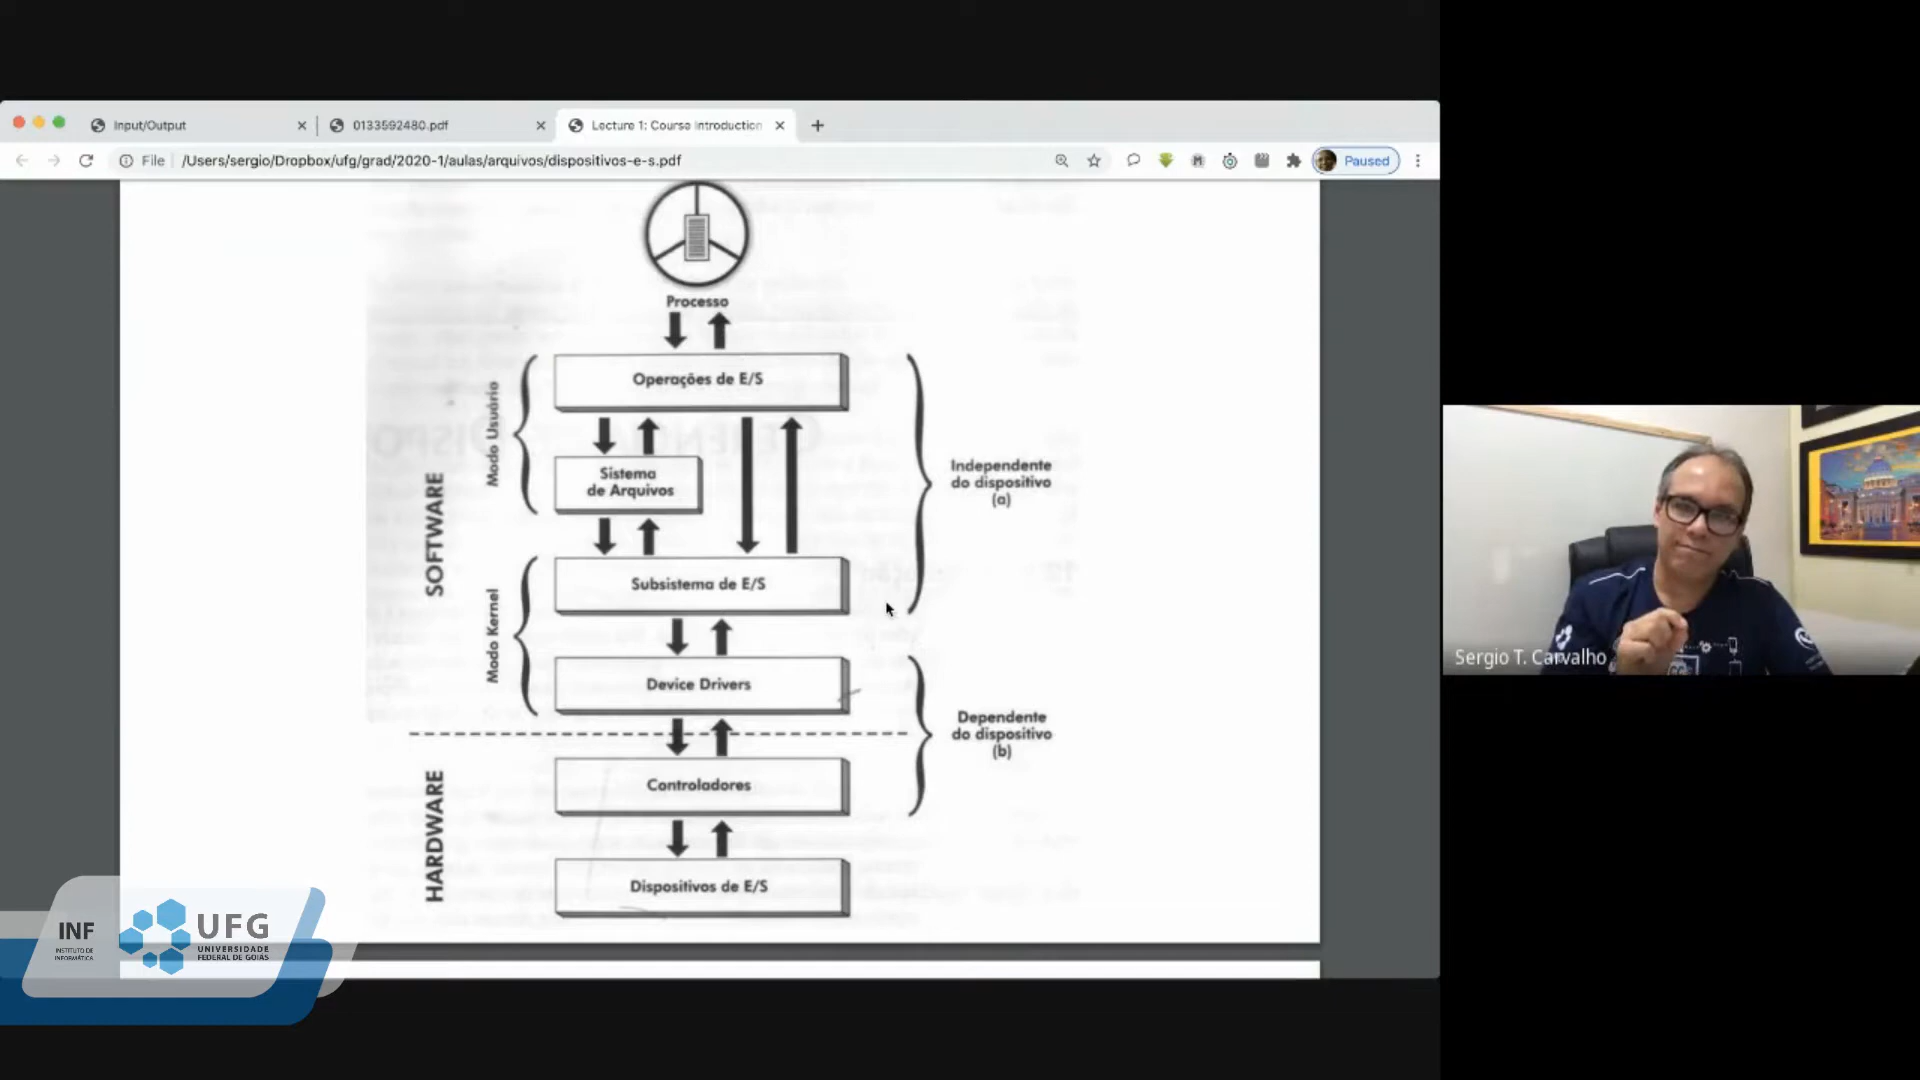 Input/Output
0133592480.pdf
Lecture 1: Course Introduction
File
/Users/sergio/Dropbox/ufg/grad/2020-1/aulas/arquivos/dispositivos-e-s.pdf
Paused
Processo
Operações de E/S
Modo Usuário
Sistema
de Arquivos
Independente
do dispositivo
(a)
SOFTWARE
Subsistema de E/S
Modo Kernel
Device Drivers
Dependente
do dispositivo
(b)
Controladores
HARDWARE
Dispositivos de E/S
Sergio T. Carvalho
INF
INSTITUTO DE
INFORMÁTICA
UFG
UNIVERSIDADE
FEDERAL DE GOIÁS